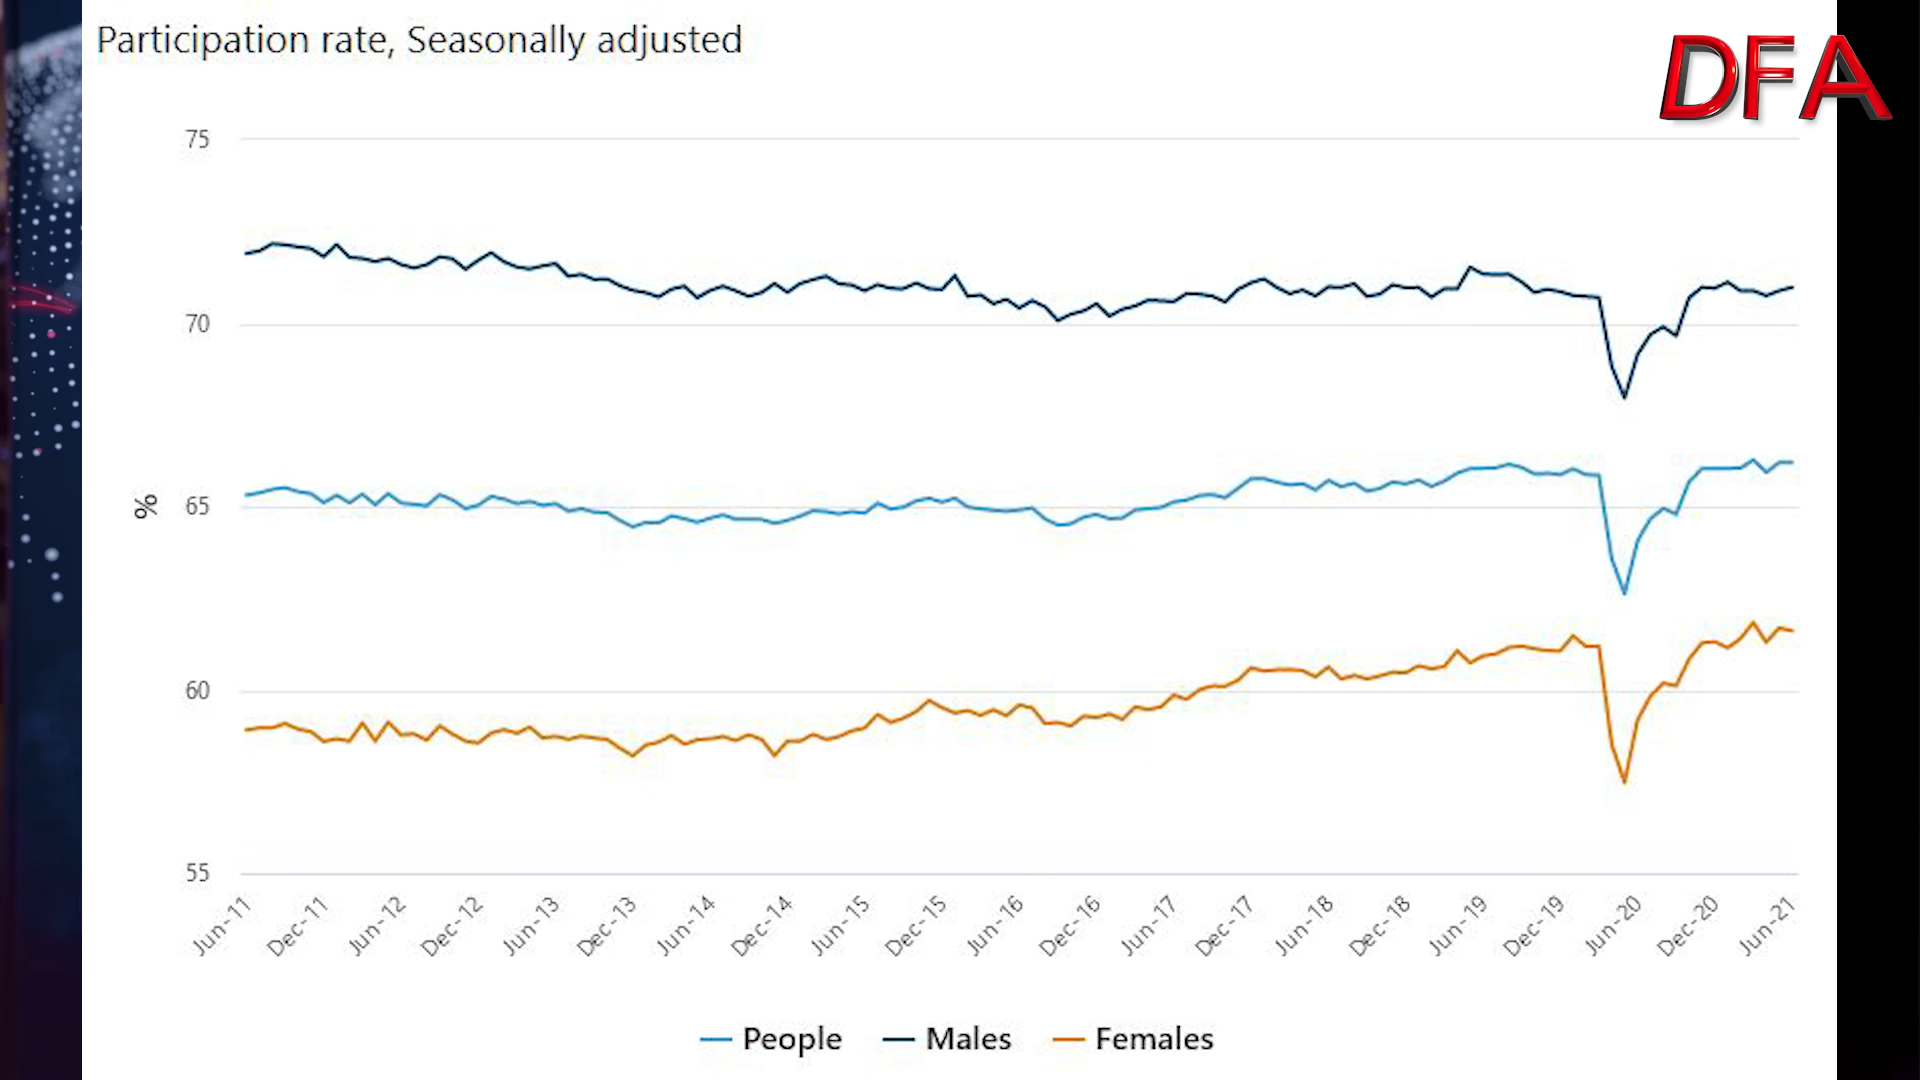 Participation rate, Seasonally adjusted
DFA
75
70
65
60
55
%
Jun-11
Dec-11
Jun-12
Dec-12
Jun-13
Dec-13
Jun-14
Dec-14
Jun-15
Dec-15
Jun-16
Dec-16
Jun-17
Dec-17
Jun-18
Dec-18
Jun-19
Dec-19
Jun-20
Dec-20
Jun-21
People Males Females